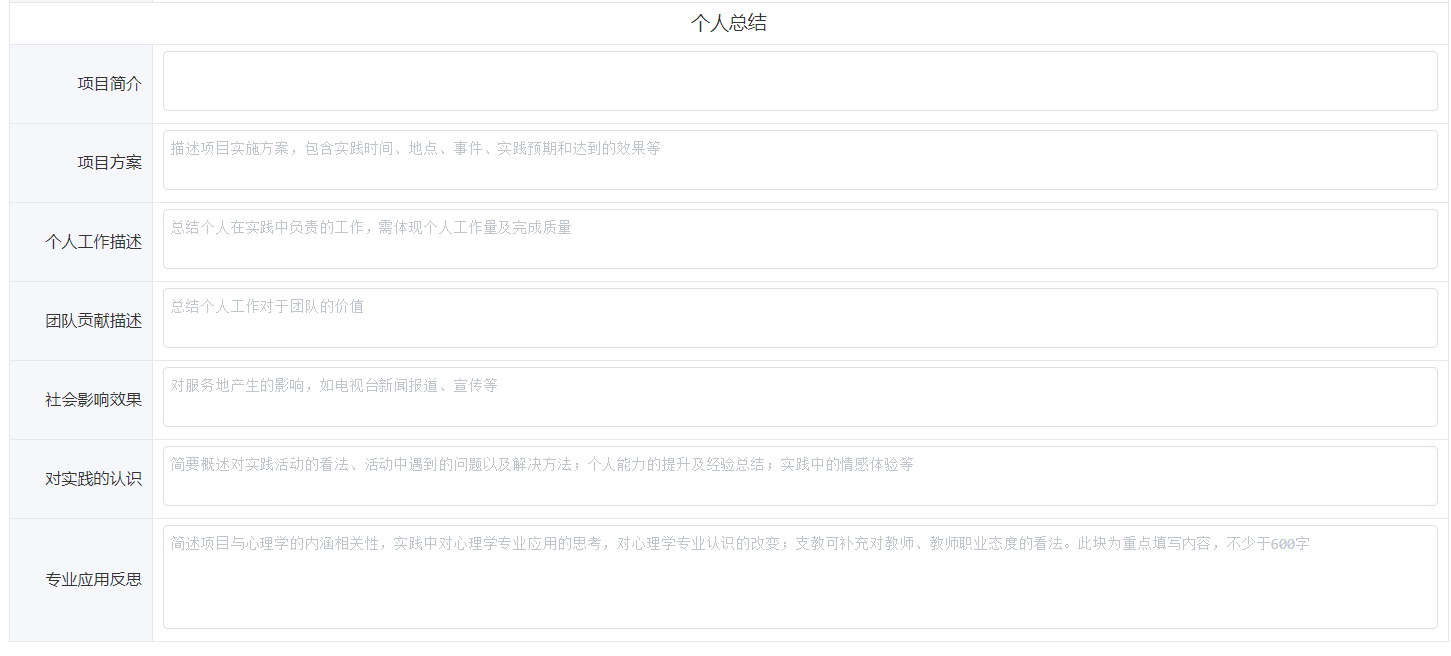 个人总结
项目简介
项目方案
描述项目实施方案，包含实践时间、地点、事件、实践预期和达到的效果等
个人工作描述
总结个人在实践中负责的工作，需体现个人工作量及完成质量
团队贡献描述
总结个人工作对于团队的价值
社会影响效果
对服务地产生的影响，如电视台新闻报道、宣传等
对实践的认识
简要概述对实践活动的看法、活动中遇到的问题以及解决方法；个人能力的提升及经验总结；实践中的情感体验等
专业应用反思
简述项目与心理学的内涵相关性，实践中对心理学专业应用的思考，对心理学专业认识的改变；支教可补充对教师、教师职业态度的看法。此块为重点填写内容，不少于600字